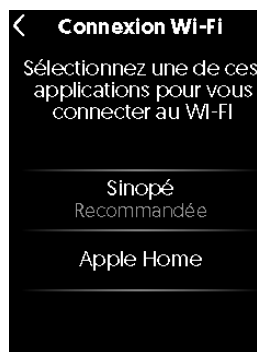 Connexion Wi-Fi
Sélectionnez une de ces
applications pour vous
connecter au WI-FI
Sinopé
Recommandée
Apple Home